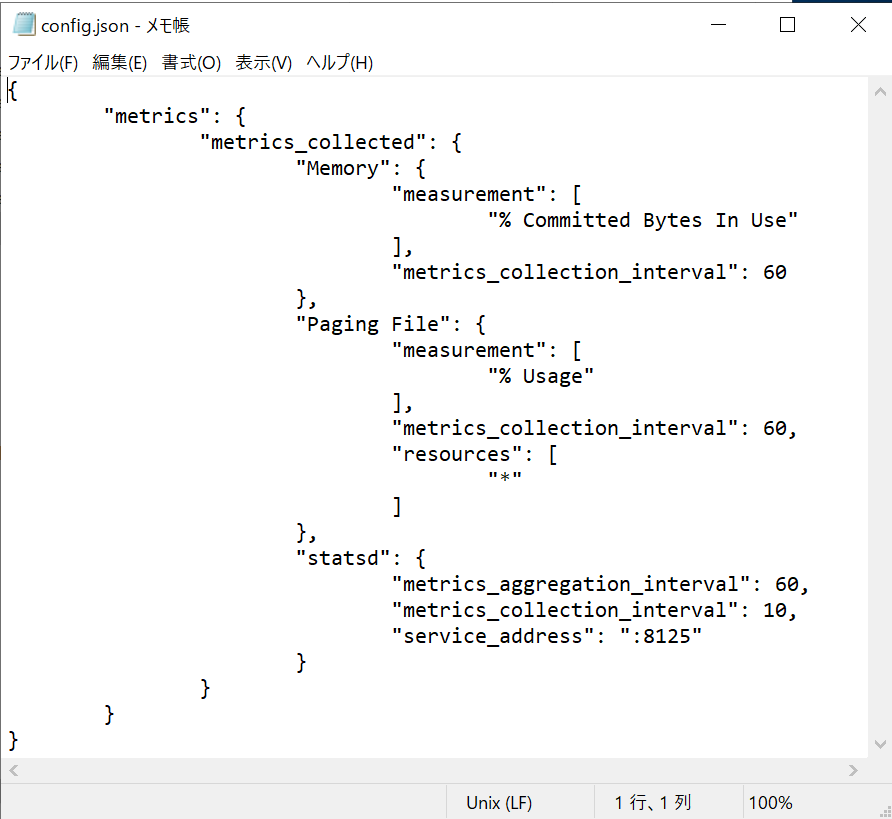 config.json - メモ帳
ファイル(F) 編集(E) 書式(O) 表示(V) ヘルプ(H)
{
	"metrics": {
		"metrics_collected": {
			"Memory": {
				"measurement": [
					"% Committed Bytes In Use"
				],
				"metrics_collection_interval": 60
			},
			"Paging File": {
				"measurement": [
					"% Usage"
				],
				"metrics_collection_interval": 60,
				"resources": [
					"*"
				]
			},
			"statsd": {
				"metrics_aggregation_interval": 60,
				"metrics_collection_interval": 10,
				"service_address": ":8125"
			}
		}
	}
}
Unix (LF) 1 行、1 列 100%